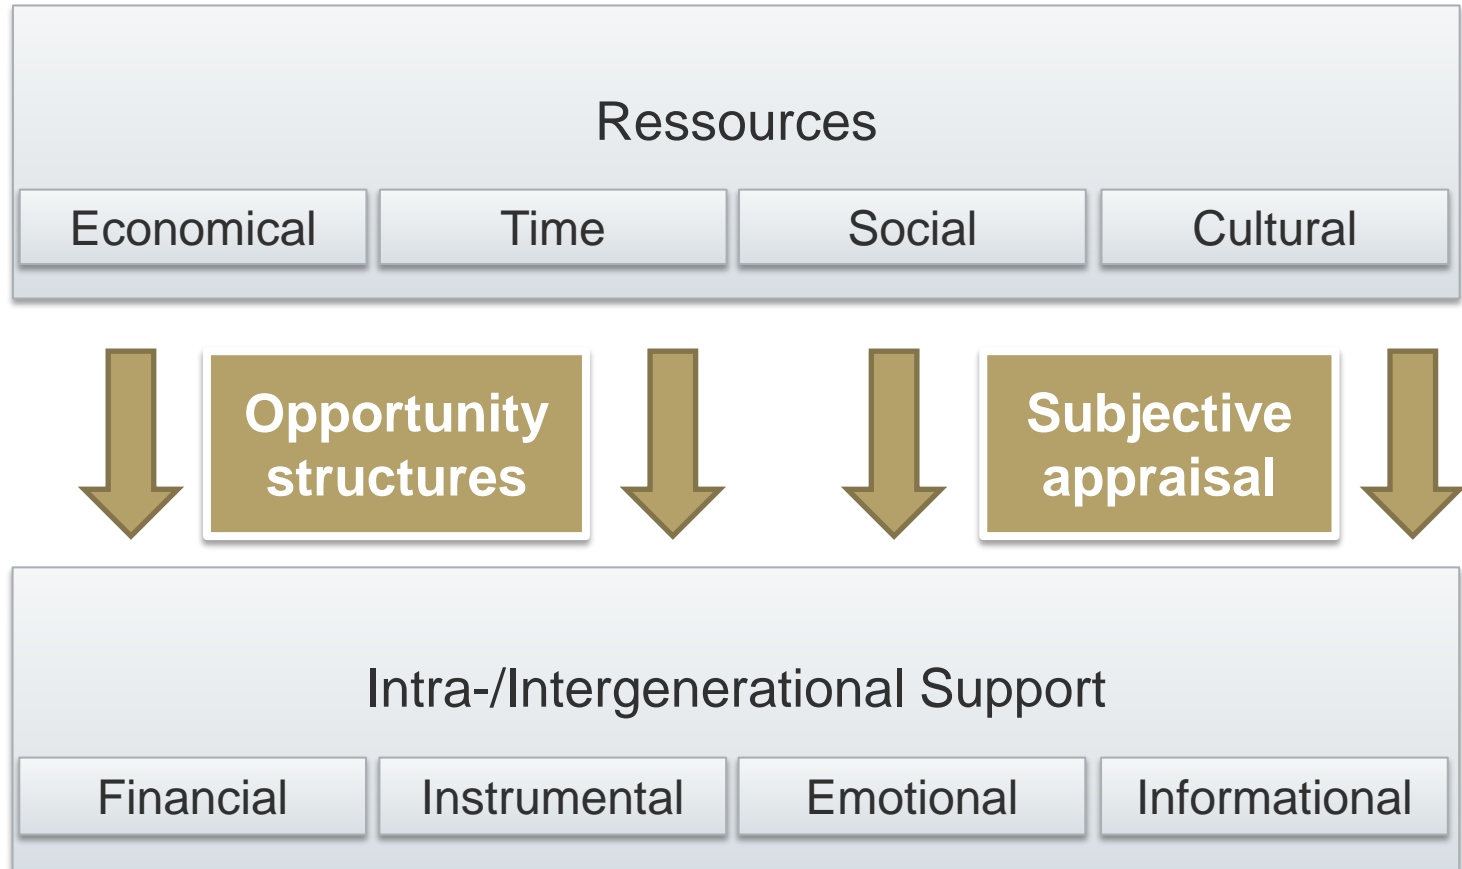 Ressources
Economical
Time
Social
Cultural
Opportunity
structures
Subjective
appraisal
Intra-/Intergenerational Support
Financial
Instrumental
Emotional
Informational